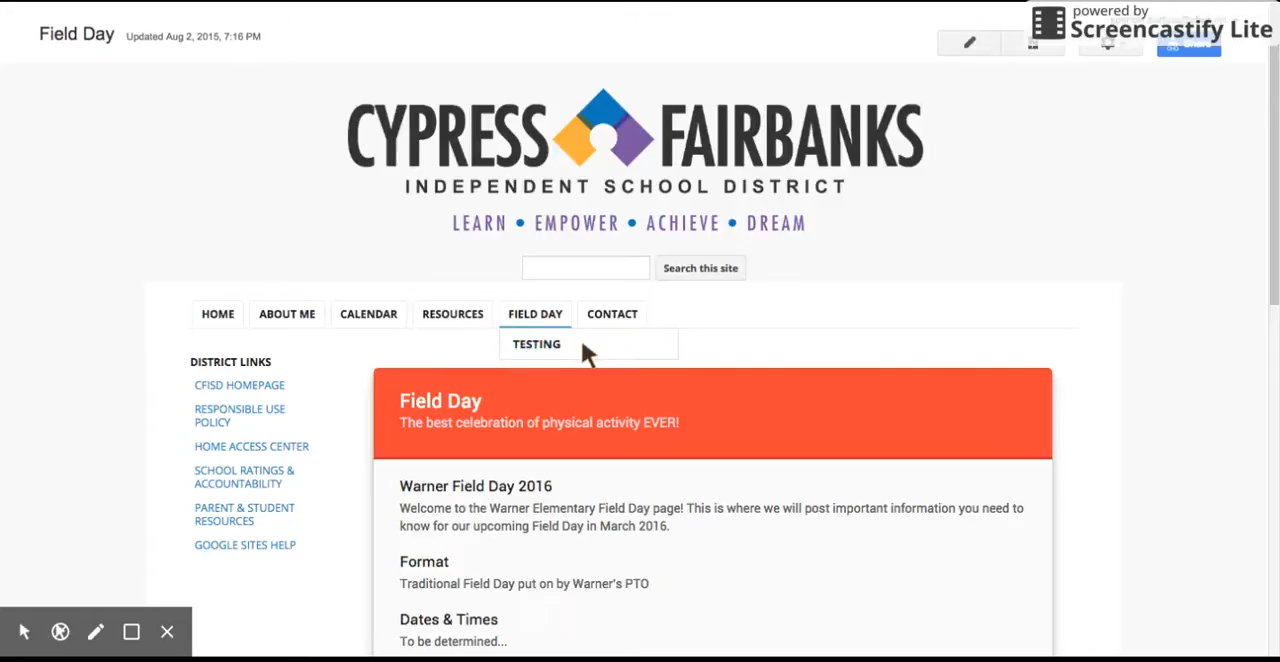 Field Day Updated Aug 2, 2015, 7:16 PM
powered by
Screencastify Lite
CYPRESS FAIRBANKS
INDEPENDENT SCHOOL DISTRICT
LEARN • EMPOWER • ACHIEVE • DREAM
Search this site
HOME ABOUT ME CALENDAR RESOURCES FIELD DAY CONTACT
TESTING
DISTRICT LINKS
CFISD HOMEPAGE
RESPONSIBLE USE
POLICY
HOME ACCESS CENTER
SCHOOL RATINGS &
ACCOUNTABILITY
PARENT & STUDENT
RESOURCES
GOOGLE SITES HELP
Field Day
The best celebration of physical activity EVER!
Warner Field Day 2016
Welcome to the Warner Elementary Field Day page! This is where we will post important information you need to
know for our upcoming Field Day in March 2016.
Format
Traditional Field Day put on by Warner's PTO
Dates & Times
To be determined...